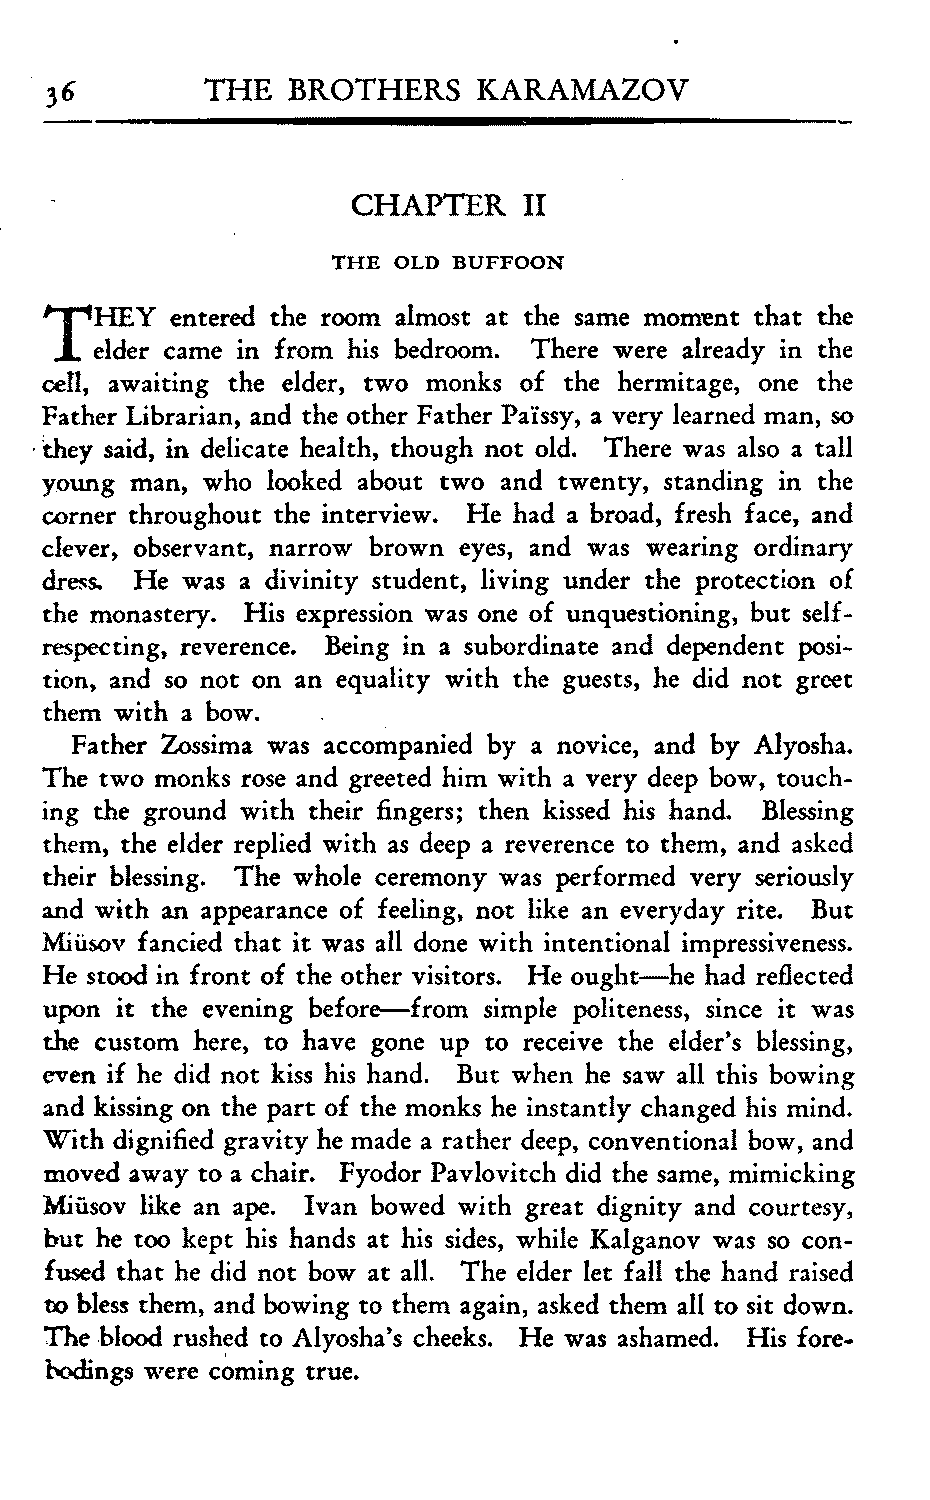 36 THE BROTHERS KARAMAZOV
CHAPTER II
THE OLD BUFFOON
THEY entered the room almost at the same moment that the
elder came in from his bedroom. There were already in the
cell, awaiting the elder, two monks of the hermitage, one the
Father Librarian, and the other Father Païssy, a very learned man, so
they said, in delicate health, though not old. There was also a tall
young man, who looked about two and twenty, standing in the
corner throughout the interview. He had a broad, fresh face, and
clever, observant, narrow brown eyes, and was wearing ordinary
dress. He was a divinity student, living under the protection of
the monastery. His expression was one of unquestioning, but self-
respecting, reverence. Being in a subordinate and dependent posi-
tion, and so not on an equality with the guests, he did not greet
them with a bow.
Father Zossima was accompanied by a novice, and by Alyosha.
The two monks rose and greeted him with a very deep bow, touch-
ing the ground with their fingers; then kissed his hand. Blessing
them, the elder replied with as deep a reverence to them, and asked
their blessing. The whole ceremony was performed very seriously
and with an appearance of feeling, not like an everyday rite. But
Miüsov fancied that it was all done with intentional impressiveness.
He stood in front of the other visitors. He ought—he had reflected
upon it the evening before—from simple politeness, since it was
the custom here, to have gone up to receive the elder's blessing,
even if he did not kiss his hand. But when he saw all this bowing
and kissing on the part of the monks he instantly changed his mind.
With dignified gravity he made a rather deep, conventional bow, and
moved away to a chair. Fyodor Pavlovitch did the same, mimicking
Miüsov like an ape. Ivan bowed with great dignity and courtesy,
but he too kept his hands at his sides, while Kalganov was so con-
fused that he did not bow at all. The elder let fall the hand raised
to bless them, and bowing to them again, asked them all to sit down.
The blood rushed to Alyosha's cheeks. He was ashamed. His fore-
bodings were coming true.